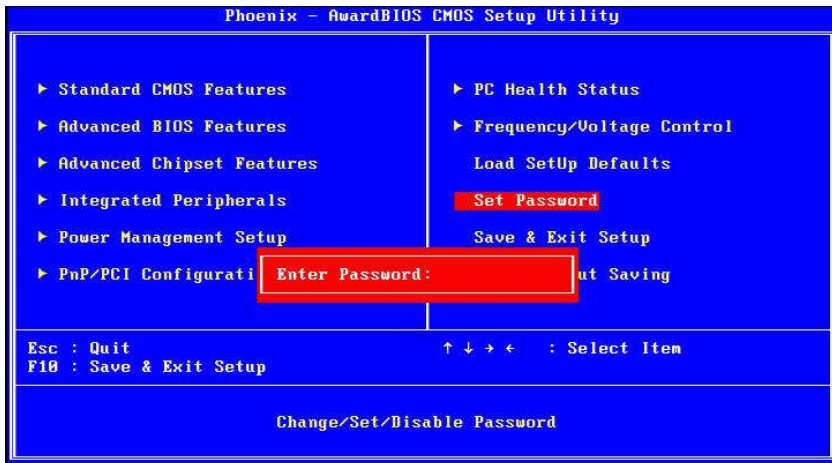 Phoenix - AwardBIOS CMOS Setup Utility
► Standard CMOS Features
► Advanced BIOS Features
► Advanced Chipset Features
► Integrated Peripherals
► Power Management Setup
► PnP/PCI Configurati
► PC Health Status
► Frequency/Voltage Control
Load SetUp Defaults
Set Password
Save & Exit Setup
ut Saving
Enter Password:
Esc : Quit
F10 : Save & Exit Setup
↑ ↓ → ← : Select Item
Change/Set/Disable Password